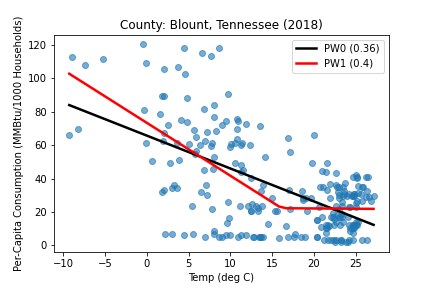 County: Blount, Tennessee (2018)
PW0 (0.36)
PW1 (0.4)
Per-Capita Consumption (MMBtu/1000 Households)
120
100
80
60
40
20
0
−10 −5 0 5 10 15 20 25
Temp (deg C)